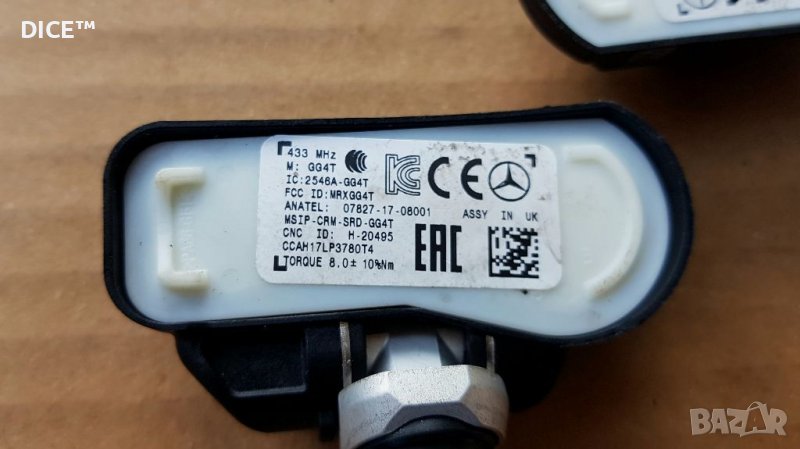 DICE™
433 MHz
M: GG4T
IC:2546A-GG4T
FCC ID:MRXGG4T
ANATEL: 07827-17-08001
MSIP-CRM-SRD-GG4T
CNC ID: H-20495
CCAH17LP3780T4
TORQUE 8.0± 10%Nm
CE
ASSY IN UK
EAC
BAZAR